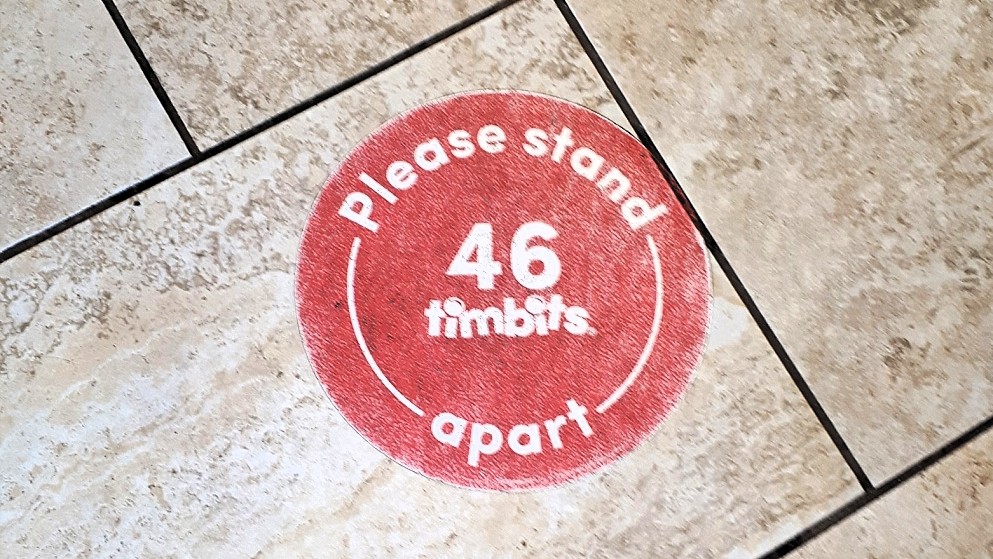 Please stand
46
timbits
apart